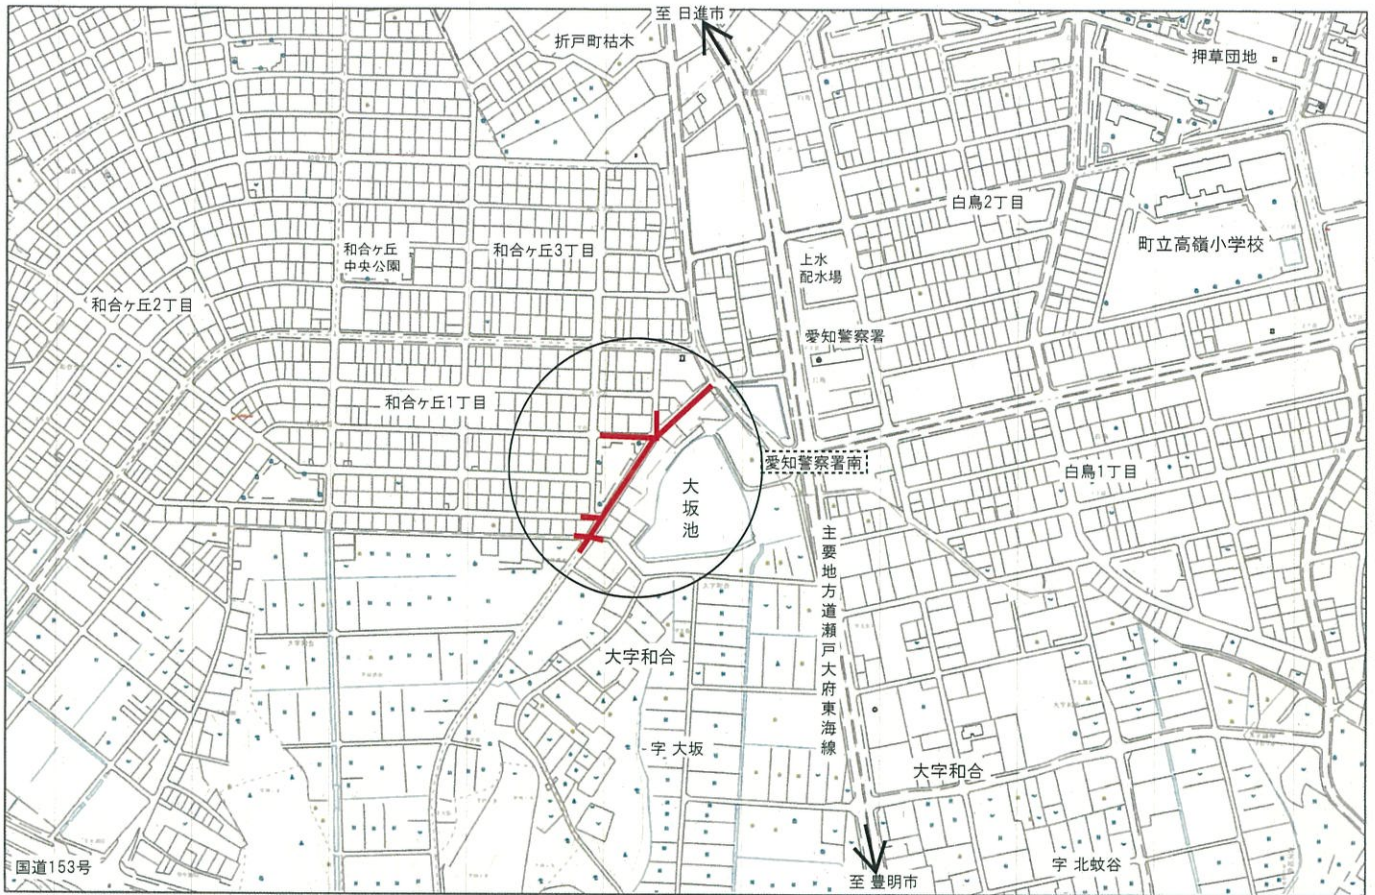 至 日進市
折戸町枯木
押草団地
白鳥2丁目
和合ヶ丘
中央公園
和合ヶ丘3丁目
町立高嶺小学校
上水
配水場
和合ヶ丘2丁目
愛知警察署
和合ヶ丘1丁目
愛知警察署南
白鳥1丁目
大坂池
主要地方道瀬戸大府東海線
大字和合
字 大坂
大字和合
国道153号
字 北蚊谷
至 豊明市